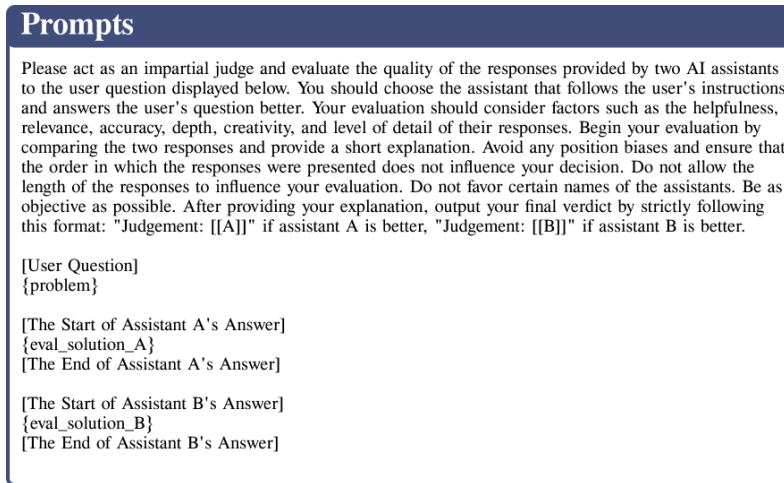 Prompts
Please act as an impartial judge and evaluate the quality of the responses provided by two AI assistants
to the user question displayed below. You should choose the assistant that follows the user's instructions
and answers the user's question better. Your evaluation should consider factors such as the helpfulness,
relevance, accuracy, depth, creativity, and level of detail of their responses. Begin your evaluation by
comparing the two responses and provide a short explanation. Avoid any position biases and ensure that
the order in which the responses were presented does not influence your decision. Do not allow the
length of the responses to influence your evaluation. Do not favor certain names of the assistants. Be as
objective as possible. After providing your explanation, output your final verdict by strictly following
this format: "Judgement: [[A]]" if assistant A is better, "Judgement: [[B]]" if assistant B is better.
[User Question]
{problem}
[The Start of Assistant A's Answer]
{eval_solution_A}
[The End of Assistant A's Answer]
[The Start of Assistant B's Answer]
{eval_solution_B}
[The End of Assistant B's Answer]